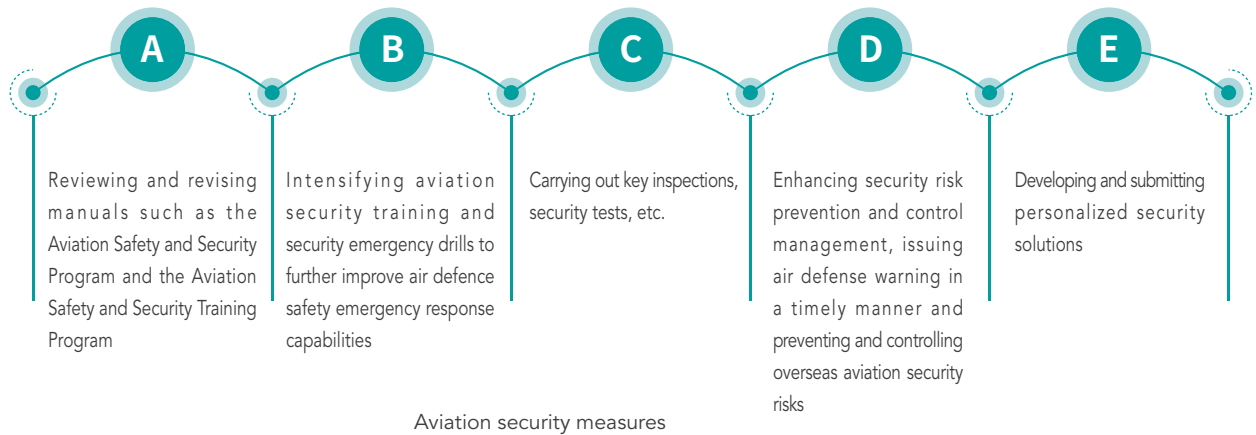 A
Reviewing and revising
manuals such as the
Aviation Safety and Security
Program and the Aviation
Safety and Security Training
Program
B
Intensifying aviation
security training and
security emergency drills to
further improve air defence
safety emergency response
capabilities
C
Carrying out key inspections,
security tests, etc.
D
Enhancing security risk
prevention and control
management, issuing
air defense warning in
a timely manner and
preventing and controlling
overseas aviation security
risks
E
Developing and submitting
personalized security
solutions
Aviation security measures